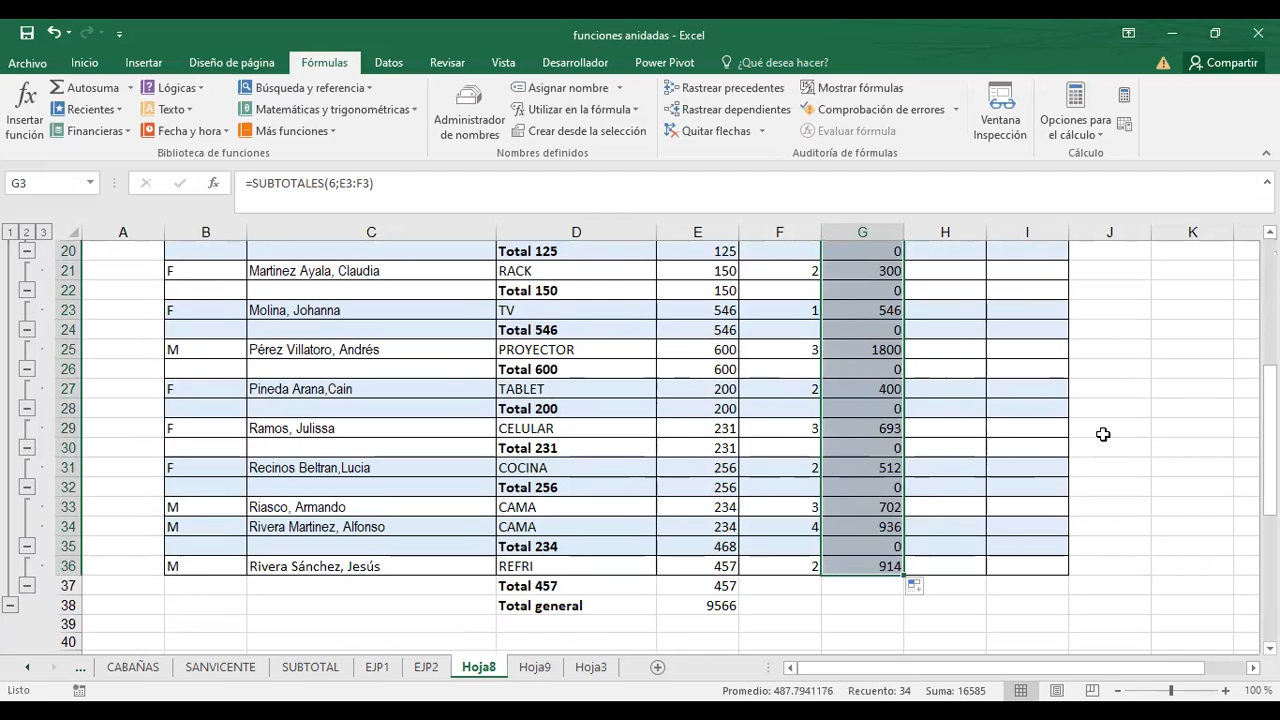 funciones anidadas - Excel
Archivo Inicio Insertar Diseño de página Fórmulas Datos Revisar Vista Desarrollador Power Pivot ¿Qué desea hacer? Compartir
fx Autosuma Lógicas Búsqueda y referencia Asignar nombre Rastrear precedentes Mostrar fórmulas
Insertar función Recientes Texto Matemáticas y trigonométricas Administrador de nombres Utilizar en la fórmula Rastrear dependientes Comprobación de errores Ventana Inspección Opciones para el cálculo
Financieras Fecha y hora Más funciones Crear desde la selección Quitar flechas Evaluar fórmula
Biblioteca de funciones Nombres definidos Auditoría de fórmulas Cálculo
G3 fx =SUBTOTALES(6;E3:F3)
1 2 3 A B C D E F G H I J K
20 Total 125 125 0
21 F Martinez Ayala, Claudia RACK 150 2 300
22 Total 150 150 0
23 F Molina, Johanna TV 546 1 546
24 Total 546 546 0
25 M Pérez Villatoro, Andrés PROYECTOR 600 3 1800
26 Total 600 600 0
27 F Pineda Arana,Caín TABLET 200 2 400
28 Total 200 200 0
29 F Ramos, Julissa CELULAR 231 3 693
30 Total 231 231 0
31 F Recinos Beltran,Lucia COCINA 256 2 512
32 Total 256 256 0
33 M Riasco, Armando CAMA 234 3 702
34 M Rivera Martinez, Alfonso CAMA 234 4 936
35 Total 234 468 0
36 M Rivera Sánchez, Jesús REFRI 457 2 914
37 Total 457 457
38 Total general 9566
39
40
... CABAÑAS SANVICENTE SUBTOTAL EJP1 EJP2 Hoja8 Hoja9 Hoja3
Listo Promedio: 487.7941176 Recuento: 34 Suma: 16585 100 %